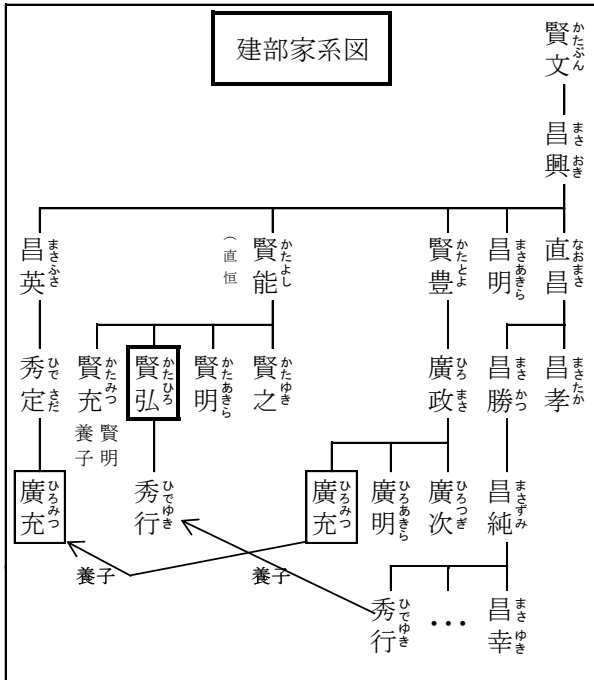 建部家系図
賢文 かたぶん
昌興 まさおき
直昌 なおまさ
昌明 まさあきら
賢豊 かたとよ
賢能 かたよし
（直恒
昌英 まさふさ
昌孝 まさたか
昌勝 まさかつ
廣政 ひろまさ
賢之 かたゆき
賢明 かたあきら
賢弘 かたひろ
賢充 かたみつ
賢明
養子
秀定 ひでさだ
昌純 まさずみ
廣次 ひろつぎ
廣明 ひろあきら
廣充 ひろみつ
秀行 ひでゆき
廣充 ひろみつ
養子
養子
昌幸 まさゆき
・・・
秀行 ひでゆき